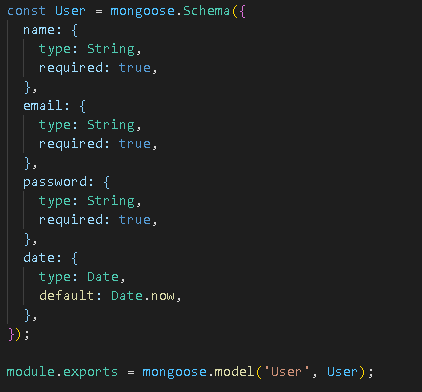 const User = mongoose.Schema({
  name: {
    type: String,
    required: true,
  },
  email: {
    type: String,
    required: true,
  },
  password: {
    type: String,
    required: true,
  },
  date: {
    type: Date,
    default: Date.now,
  },
});

module.exports = mongoose.model('User', User);